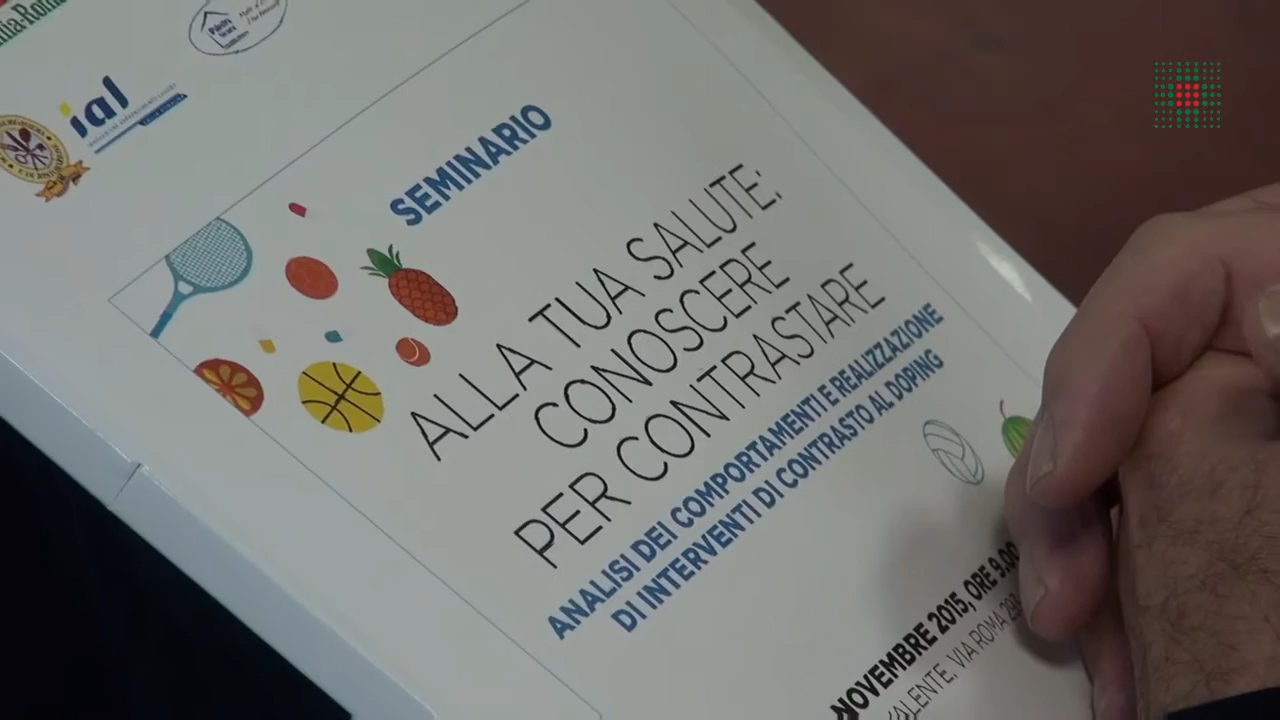 ial
SEMINARIO
ALLA TUA SALUTE:
CONOSCERE
PER CONTRASTARE
ANALISI DEI COMPORTAMENTI E REALIZZAZIONE
DI INTERVENTI DI CONTRASTO AL DOPING
NOVEMBRE 2015, ORE 9.00
VIA ROMA